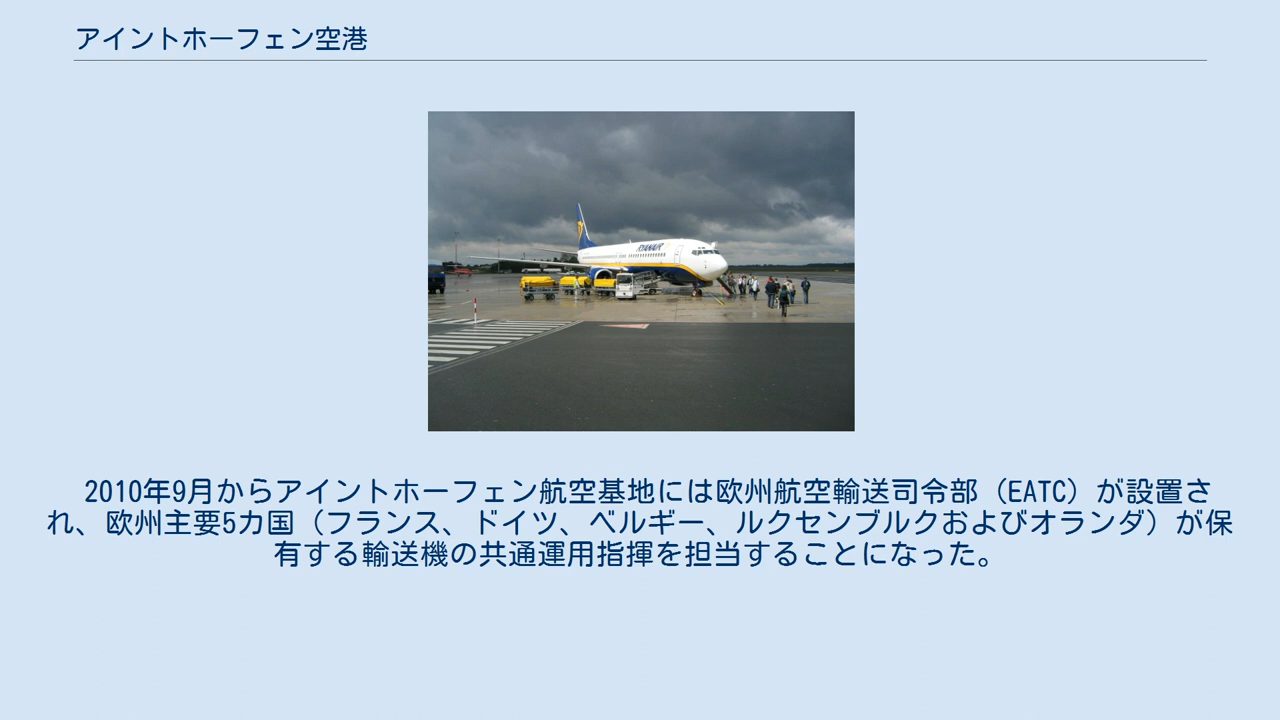 アイントホーフェン空港
RYANAIR
2010年9月からアイントホーフェン航空基地には欧州航空輸送司令部（EATC）が設置さ
れ、欧州主要5カ国（フランス、ドイツ、ベルギー、ルクセンブルクおよびオランダ）が保
有する輸送機の共通運用指揮を担当することになった。